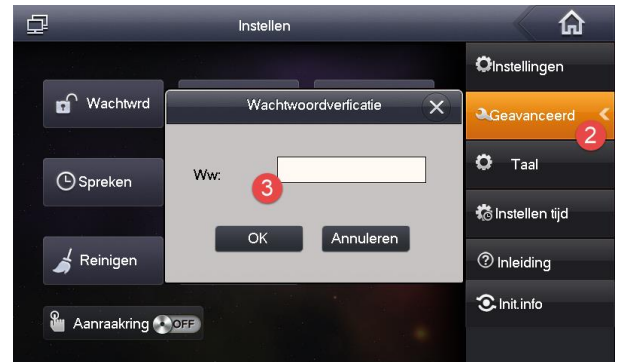 Instellen
Instellingen
Wachtwrd
Wachtwoordverficatie
Geavanceerd
2
Spreken
Ww:
3
Taal
Instellen tijd
OK
Annuleren
Reinigen
Inleiding
Init.info
Aanraakring
OFF